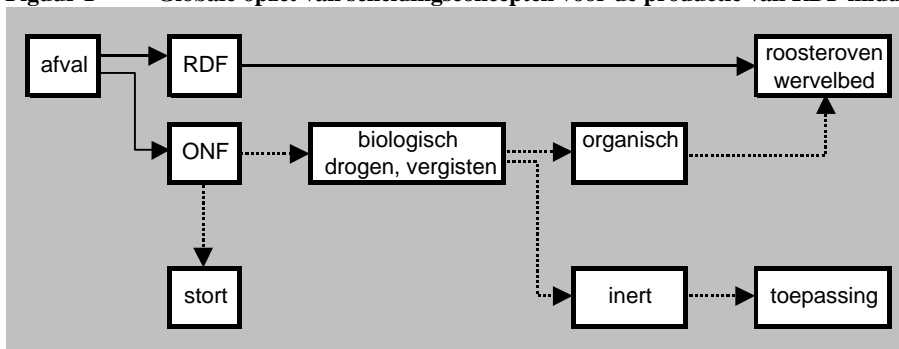 afval
RDF
roosteroven
wervelbed
ONF
biologisch
drogen, vergisten
organisch
stort
inert
toepassing